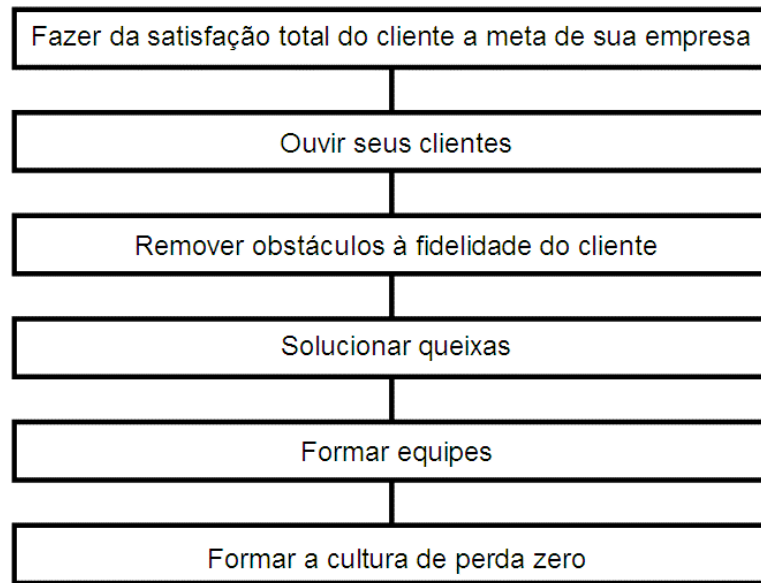 Fazer da satisfação total do cliente a meta de sua empresa
Ouvir seus clientes
Remover obstáculos à fidelidade do cliente
Solucionar queixas
Formar equipes
Formar a cultura de perda zero